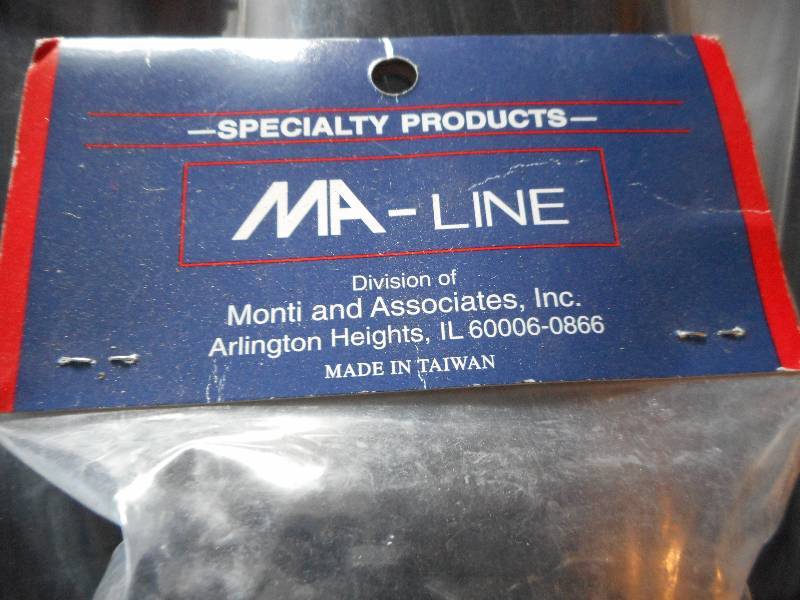 —SPECIALTY PRODUCTS—
MA-LINE
Division of
Monti and Associates, Inc.
Arlington Heights, IL 60006-0866
MADE IN TAIWAN